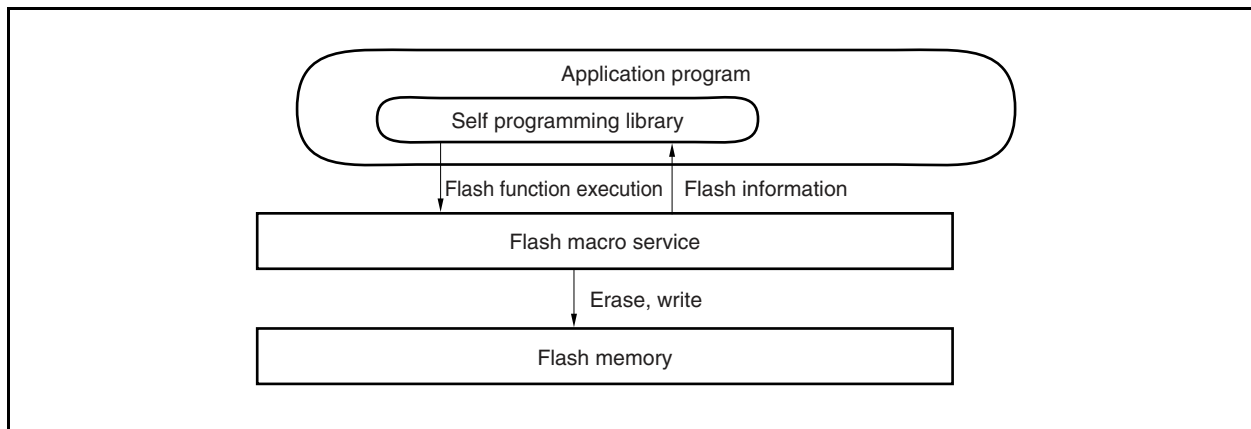 Application program
Self programming library
Flash function execution
Flash information
Flash macro service
Erase, write
Flash memory